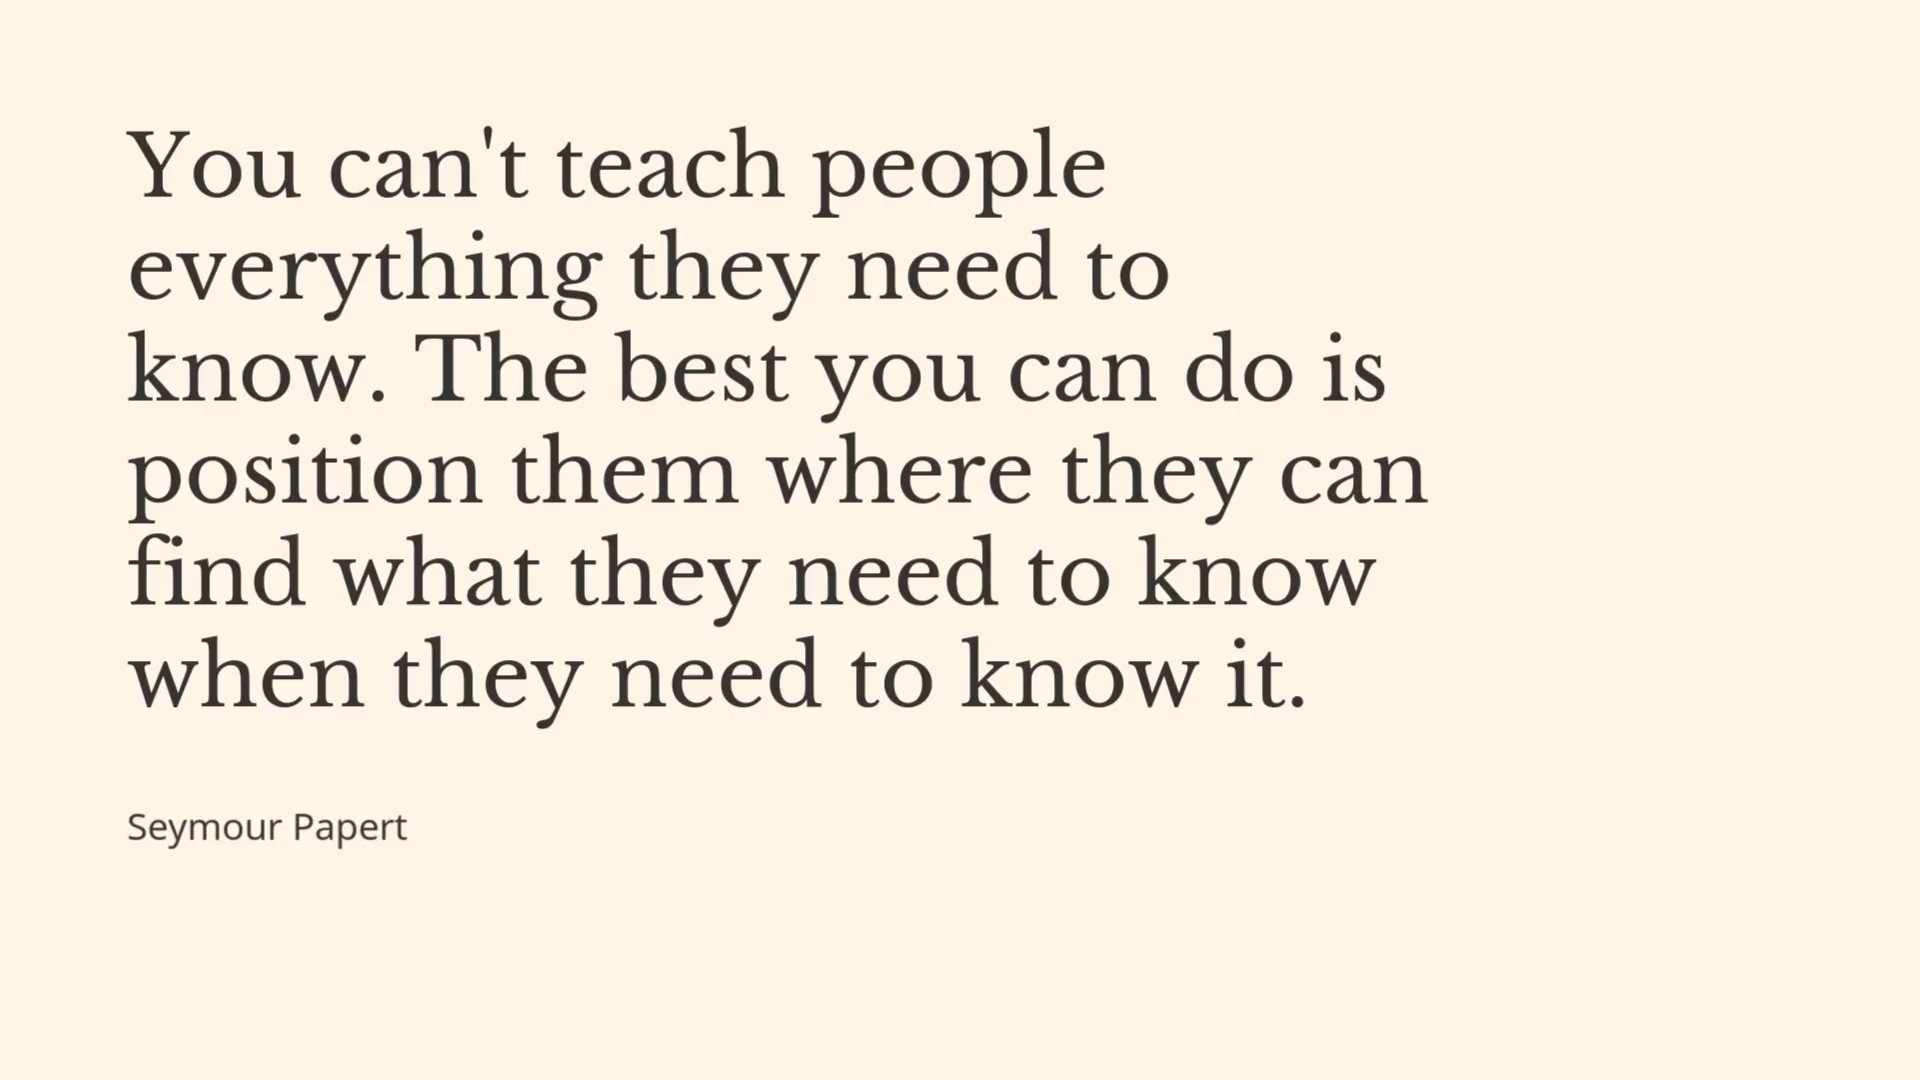 You can't teach people
everything they need to
know. The best you can do is
position them where they can
find what they need to know
when they need to know it.
Seymour Papert